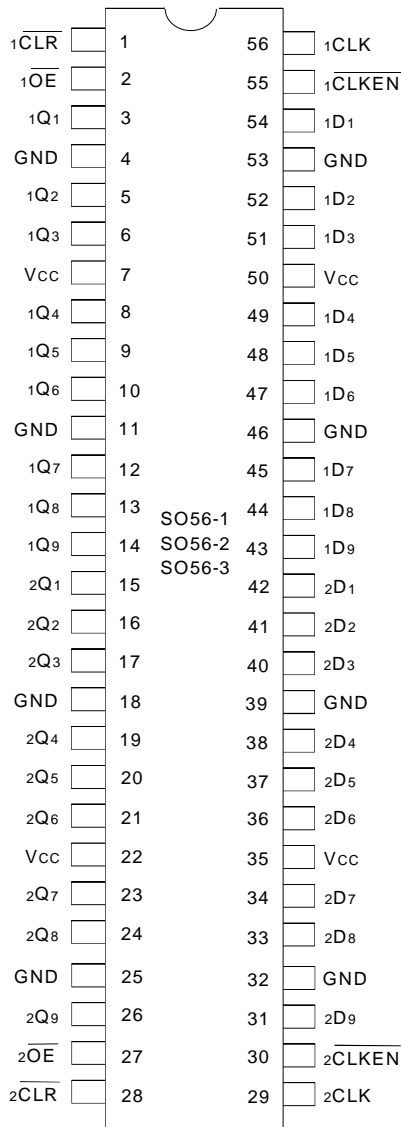 1CLR 1 56 1CLK
1OE 2 55 1CLKEN
1Q1 3 54 1D1
GND 4 53 GND
1Q2 5 52 1D2
1Q3 6 51 1D3
VCC 7 50 VCC
1Q4 8 49 1D4
1Q5 9 48 1D5
1Q6 10 47 1D6
GND 11 46 GND
1Q7 12 45 1D7
1Q8 13 44 1D8
SO56-1
1Q9 14 SO56-2 43 1D9
SO56-3
2Q1 15 42 2D1
2Q2 16 41 2D2
2Q3 17 40 2D3
GND 18 39 GND
2Q4 19 38 2D4
2Q5 20 37 2D5
2Q6 21 36 2D6
VCC 22 35 VCC
2Q7 23 34 2D7
2Q8 24 33 2D8
GND 25 32 GND
2Q9 26 31 2D9
2OE 27 30 2CLKEN
2CLR 28 29 2CLK